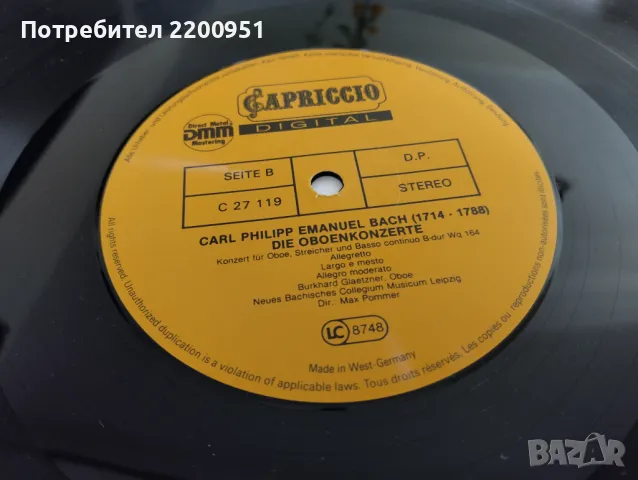 Потребител 2200951
CAPRICCIO
DIGITAL
Direct Metal
DMM
Mastering
SEITE B
D.P.
C 27 119
STEREO
CARL PHILIPP EMANUEL BACH (1714 - 1788)
DIE OBOENKONZERTE
Konzert für Oboe, Streicher und Basso continuo B-dur Wq 164
Allegretto
Largo e mesto
Allegro moderato
Burkhard Glaetzner, Oboe
Neues Bachisches Collegium Musicum Leipzig
Dir. Max Pommer
LC 8748
Made in West-Germany
All rights reserved. Unauthorized duplication is a violation of applicable laws. Tous droits réservés. Les copies ou reproductions non autorisées
BAZAR